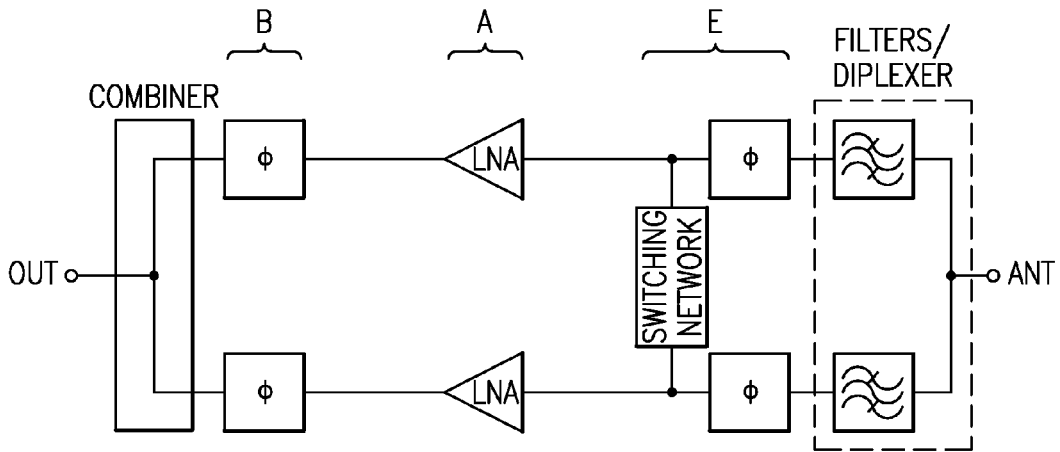 B
A
E
FILTERS/
DIPLEXER
COMBINER
ϕ
LNA
ϕ
OUT
SWITCHING
NETWORK
ANT
ϕ
LNA
ϕ